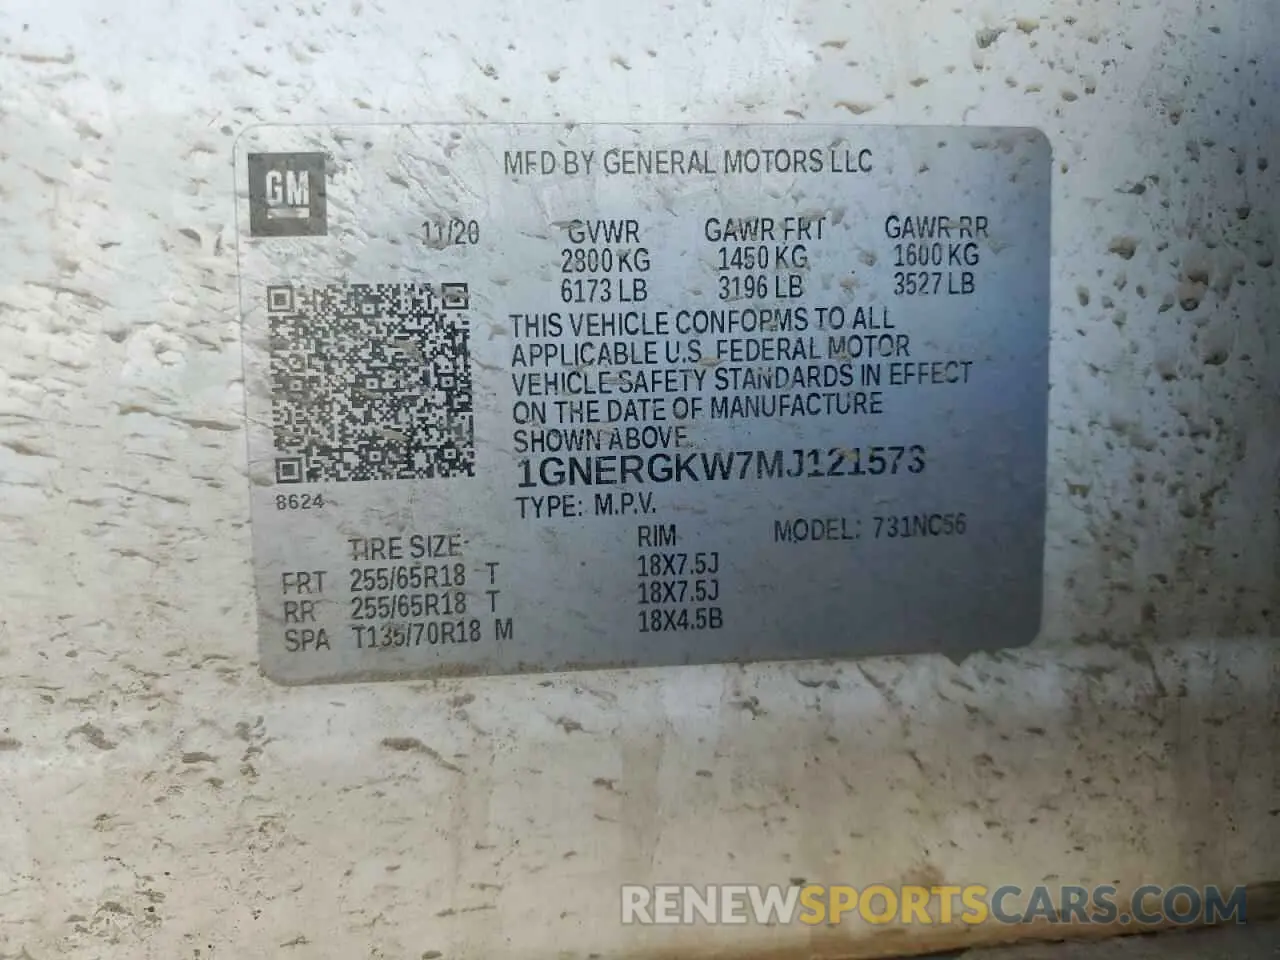 GM
MFD BY GENERAL MOTORS LLC
11/20 GVWR GAWR FRT GAWR RR
2800 KG 1450 KG 1600 KG
6173 LB 3196 LB 3527 LB
THIS VEHICLE CONFORMS TO ALL
APPLICABLE U.S. FEDERAL MOTOR
VEHICLE SAFETY STANDARDS IN EFFECT
ON THE DATE OF MANUFACTURE
SHOWN ABOVE
1GNERGKW7MJ121573
8624
TYPE: M.P.V.
TIRE SIZE RIM MODEL: 731NC56
FRT 255/65R18 T 18X7.5J
RR 255/65R18 T 18X7.5J
SPA T135/70R18 M 18X4.5B
RENEWSPORTSCARS.COM